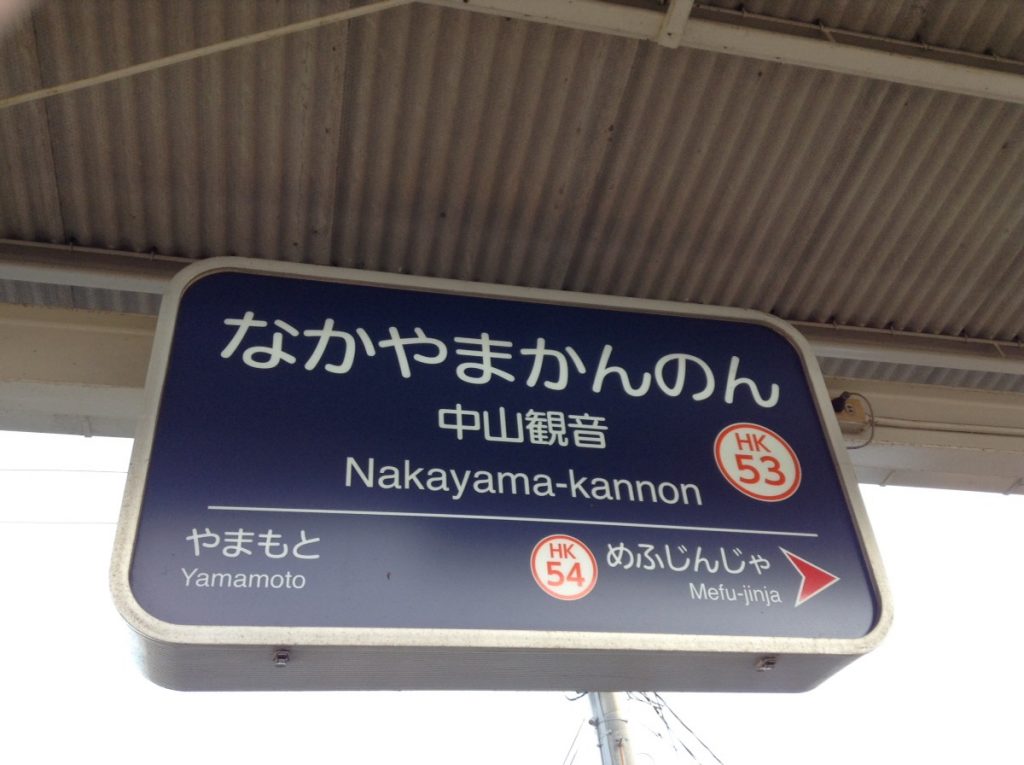 なかやまかんのん
中山観音
Nakayama-kannon
HK
53
やまもと
Yamamoto
HK
54
めふじんじゃ
Mefu-jinja